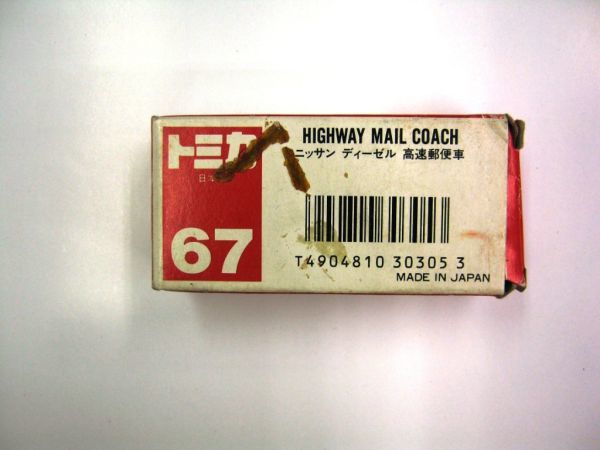 トミカ
HIGHWAY MAIL COACH
ニッサン ディーゼル 高速郵便車
日
67
T4904810 30305 3
MADE IN JAPAN